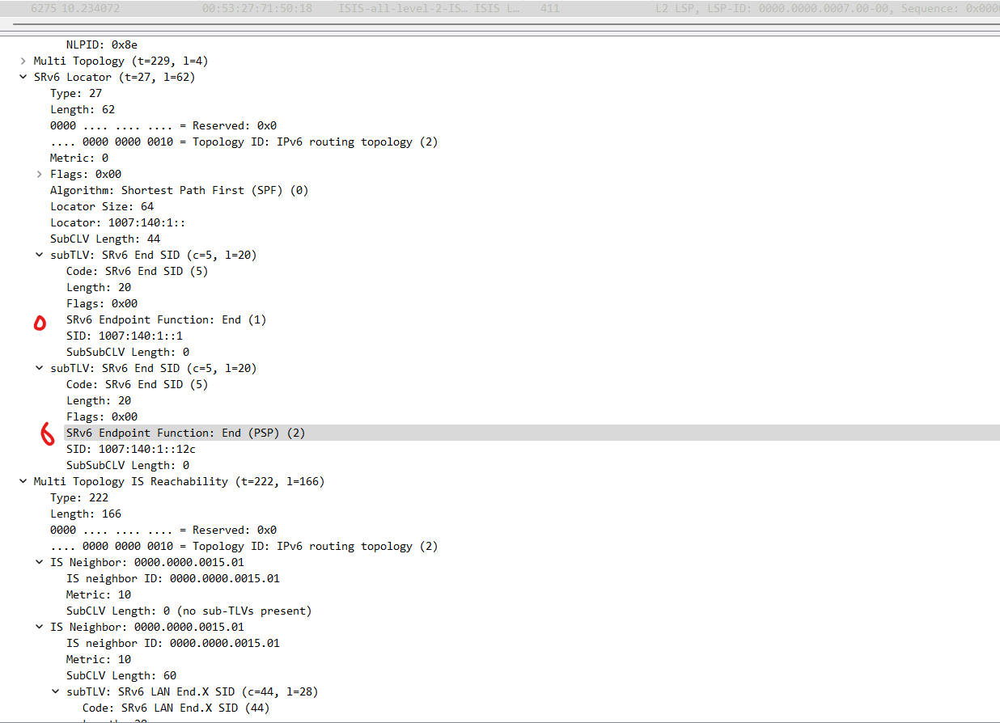 6275 10.234072 00:53:27:71:50:18 ISIS-all-level-2-IS… ISIS L… 411 L2 LSP, LSP-ID: 0000.0000.0007.00-00, Sequence: 0x000
NLPID: 0x8e
Multi Topology (t=229, l=4)
SRv6 Locator (t=27, l=62)
Type: 27
Length: 62
0000 .... .... .... = Reserved: 0x0
.... 0000 0000 0010 = Topology ID: IPv6 routing topology (2)
Metric: 0
Flags: 0x00
Algorithm: Shortest Path First (SPF) (0)
Locator Size: 64
Locator: 1007:140:1::
SubCLV Length: 44
subTLV: SRv6 End SID (c=5, l=20)
Code: SRv6 End SID (5)
Length: 20
Flags: 0x00
SRv6 Endpoint Function: End (1)
SID: 1007:140:1::1
SubSubCLV Length: 0
subTLV: SRv6 End SID (c=5, l=20)
Code: SRv6 End SID (5)
Length: 20
Flags: 0x00
SRv6 Endpoint Function: End (PSP) (2)
SID: 1007:140:1::12c
SubSubCLV Length: 0
Multi Topology IS Reachability (t=222, l=166)
Type: 222
Length: 166
0000 .... .... .... = Reserved: 0x0
.... 0000 0000 0010 = Topology ID: IPv6 routing topology (2)
IS Neighbor: 0000.0000.0015.01
IS neighbor ID: 0000.0000.0015.01
Metric: 10
SubCLV Length: 0 (no sub-TLVs present)
IS Neighbor: 0000.0000.0015.01
IS neighbor ID: 0000.0000.0015.01
Metric: 10
SubCLV Length: 60
subTLV: SRv6 LAN End.X SID (c=44, l=28)
Code: SRv6 LAN End.X SID (44)